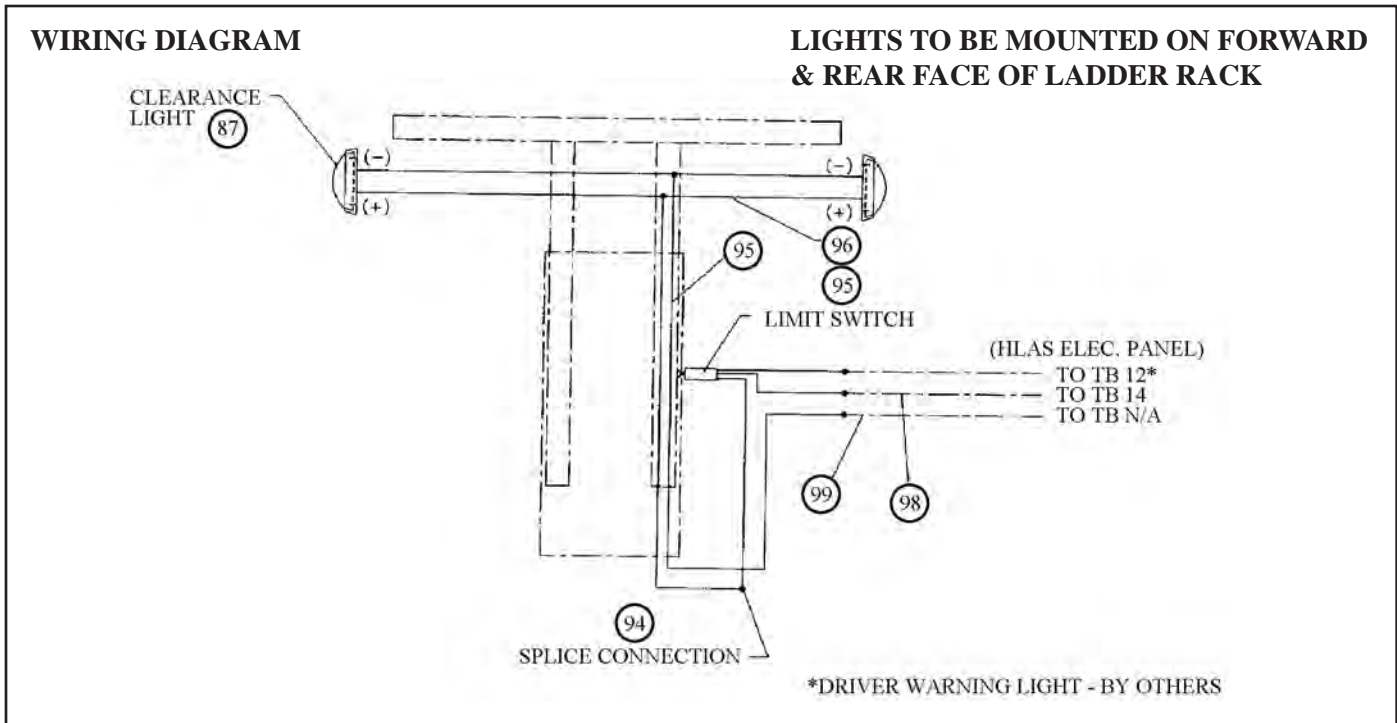 WIRING DIAGRAM
LIGHTS TO BE MOUNTED ON FORWARD
& REAR FACE OF LADDER RACK
CLEARANCE
LIGHT 87
(-)
(+)
(-)
(+)
96
95
95
LIMIT SWITCH
(HLAS ELEC. PANEL)
TO TB 12*
TO TB 14
TO TB N/A
99
98
94
SPLICE CONNECTION
*DRIVER WARNING LIGHT - BY OTHERS